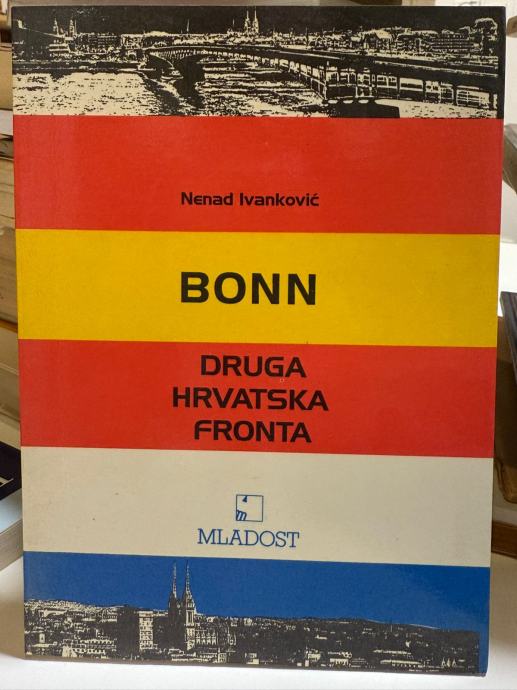 Nenad Ivanković
BONN
DRUGA
HRVATSKA
FRONTA
m
MLADOST